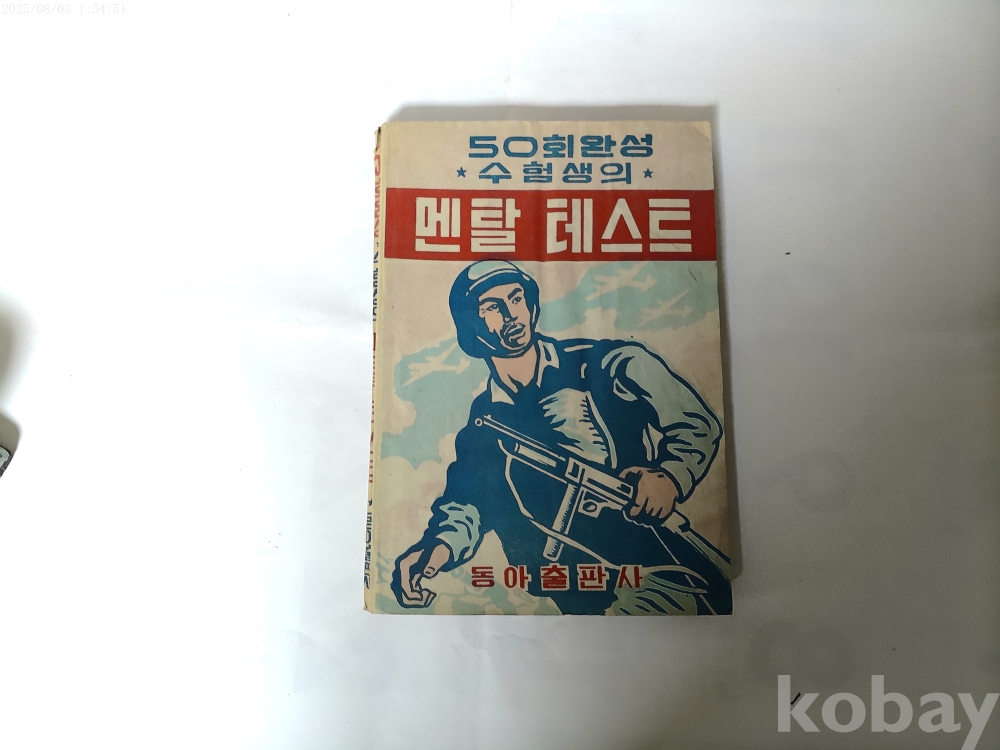 2025/08/03 1:54:51
50회완성
★ 수험생의 ★
멘탈 테스트
동아출판사
kobay